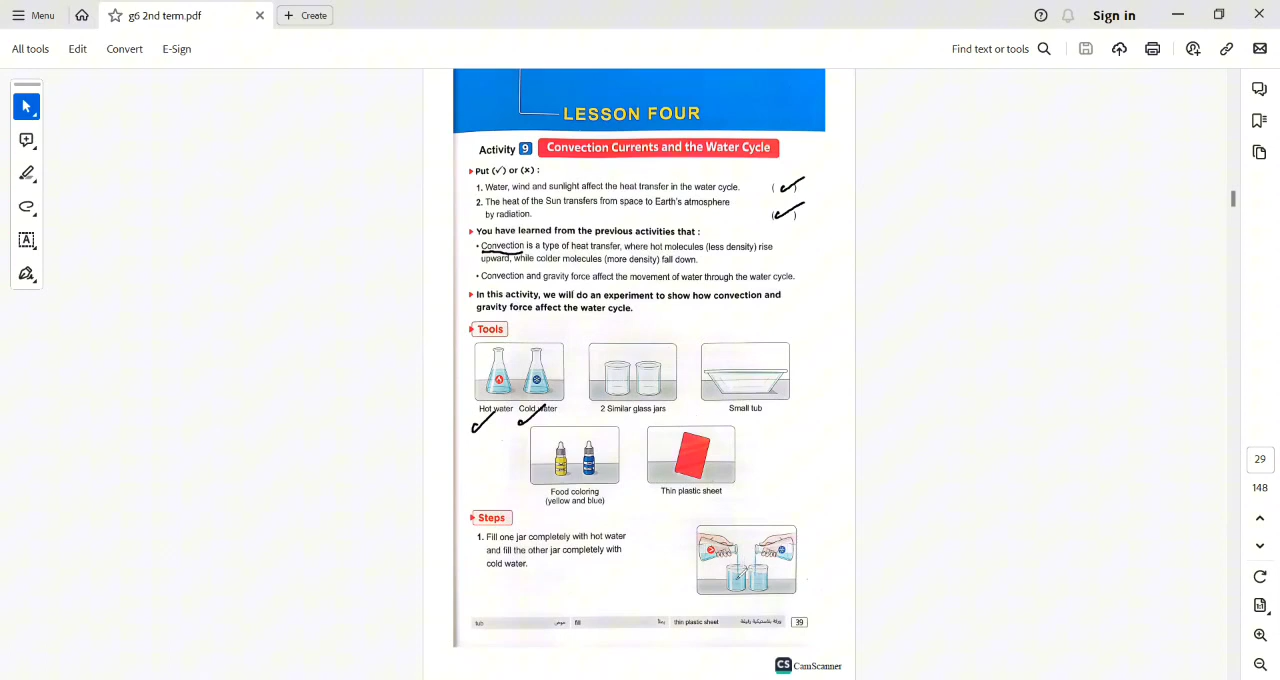 Menu
g6 2nd term.pdf
Create
Sign in
All tools
Edit
Convert
E-Sign
Find text or tools
LESSON FOUR
Activity 9 Convection Currents and the Water Cycle
Put (✓) or (×) :
1. Water, wind and sunlight affect the heat transfer in the water cycle. ( ✓ )
2. The heat of the Sun transfers from space to Earth's atmosphere
by radiation. ( ✓ )
You have learned from the previous activities that :
• Convection is a type of heat transfer, where hot molecules (less density) rise
upward, while colder molecules (more density) fall down.
• Convection and gravity force affect the movement of water through the water cycle.
In this activity, we will do an experiment to show how convection and
gravity force affect the water cycle.
Tools
Hot water Cold water
2 Similar glass jars
Small tub
Food coloring
(yellow and blue)
Thin plastic sheet
Steps
1. Fill one jar completely with hot water
and fill the other jar completely with
cold water.
tub حوض fill يملأ thin plastic sheet ورقة بلاستيكية رقيقة 39
CS CamScanner
29
148